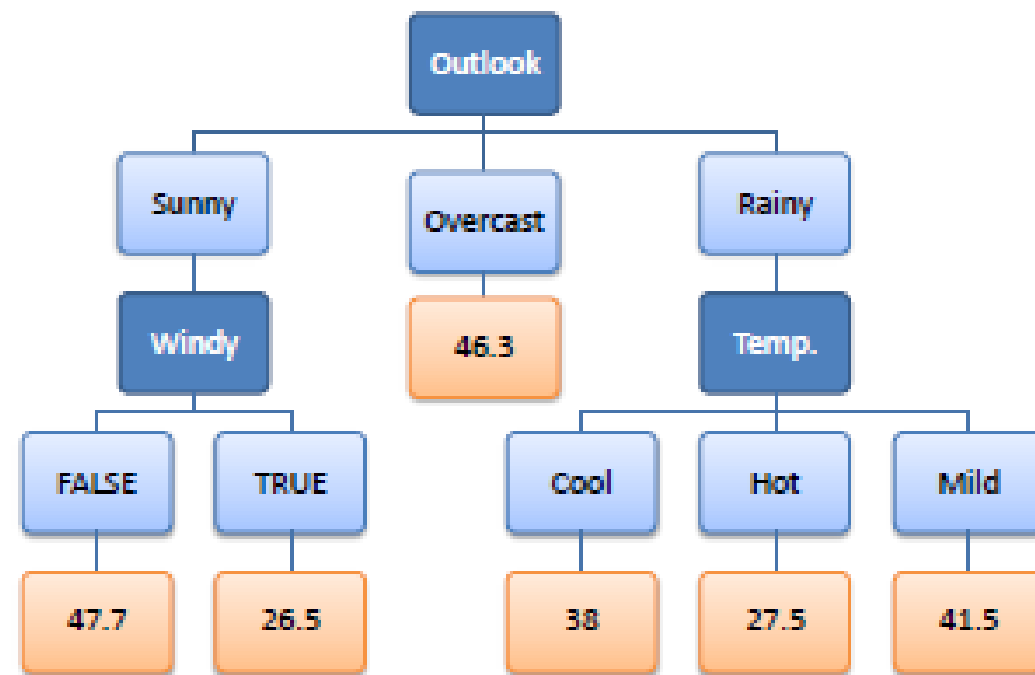 Outlook
Sunny
Overcast
Rainy
Windy
46.3
Temp.
FALSE
TRUE
Cool
Hot
Mild
47.7
26.5
38
27.5
41.5